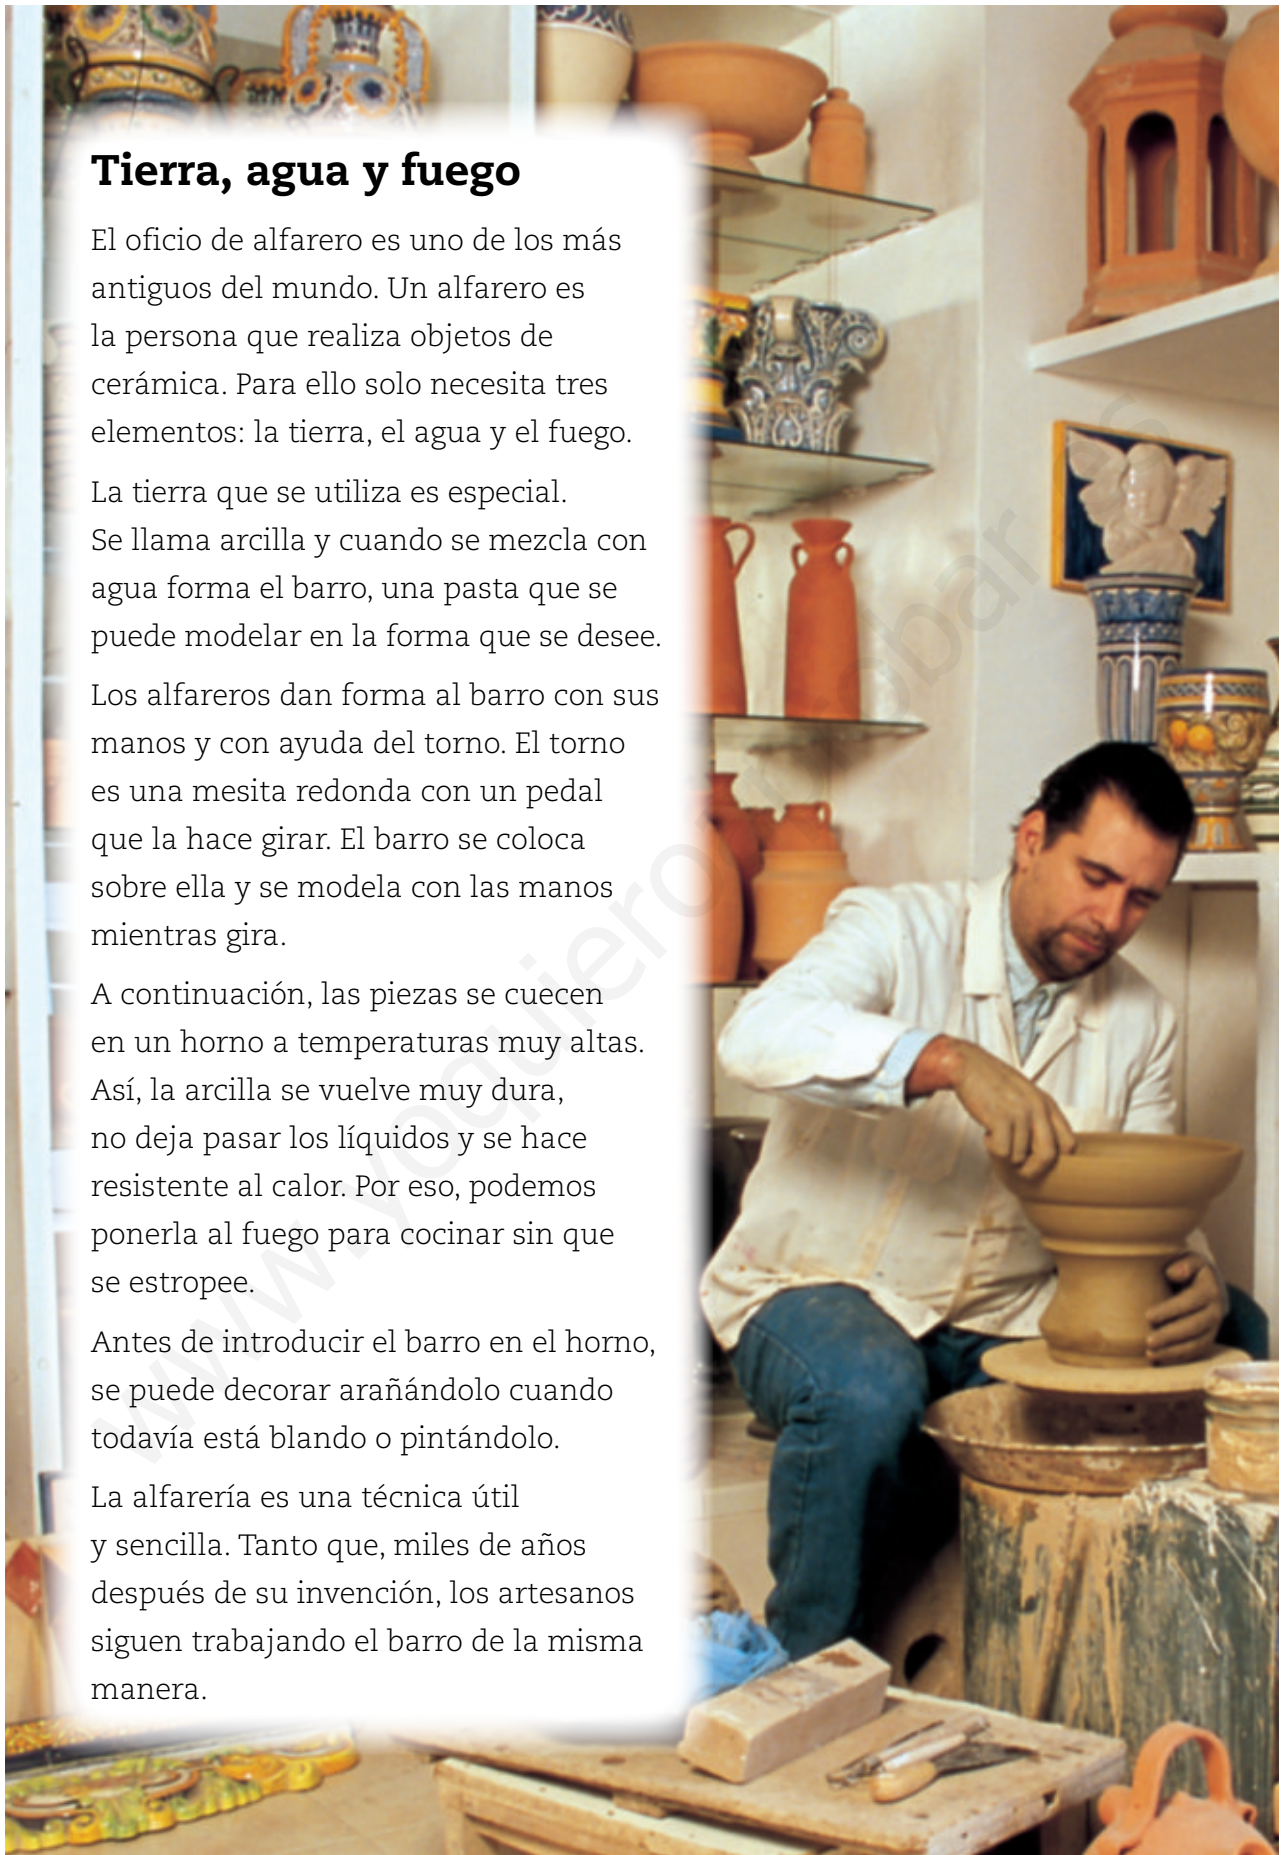 Tierra, agua y fuego
El oficio de alfarero es uno de los más
antiguos del mundo. Un alfarero es
la persona que realiza objetos de
cerámica. Para ello solo necesita tres
elementos: la tierra, el agua y el fuego.
La tierra que se utiliza es especial.
Se llama arcilla y cuando se mezcla con
agua forma el barro, una pasta que se
puede modelar en la forma que se desee.
Los alfareros dan forma al barro con sus
manos y con ayuda del torno. El torno
es una mesita redonda con un pedal
que la hace girar. El barro se coloca
sobre ella y se modela con las manos
mientras gira.
A continuación, las piezas se cuecen
en un horno a temperaturas muy altas.
Así, la arcilla se vuelve muy dura,
no deja pasar los líquidos y se hace
resistente al calor. Por eso, podemos
ponerla al fuego para cocinar sin que
se estropee.
Antes de introducir el barro en el horno,
se puede decorar arañándolo cuando
todavía está blando o pintándolo.
La alfarería es una técnica útil
y sencilla. Tanto que, miles de años
después de su invención, los artesanos
siguen trabajando el barro de la misma
manera.